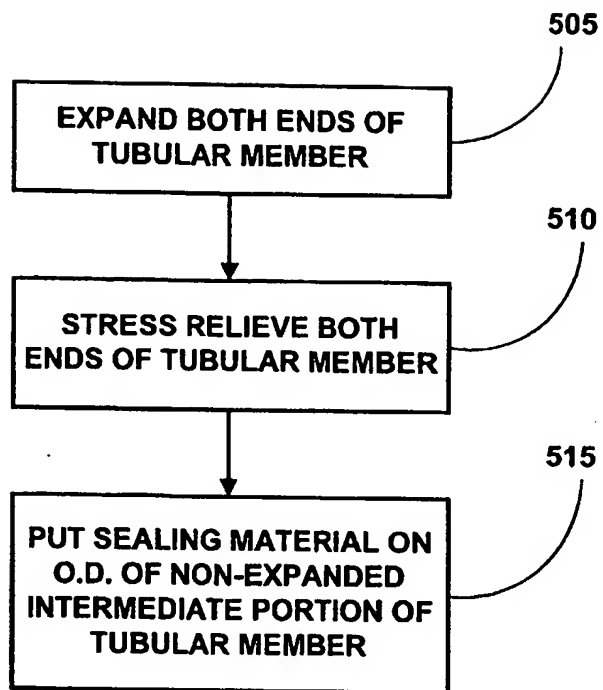 505
EXPAND BOTH ENDS OF
TUBULAR MEMBER
510
STRESS RELIEVE BOTH
ENDS OF TUBULAR MEMBER
515
PUT SEALING MATERIAL ON
O.D. OF NON-EXPANDED
INTERMEDIATE PORTION OF
TUBULAR MEMBER